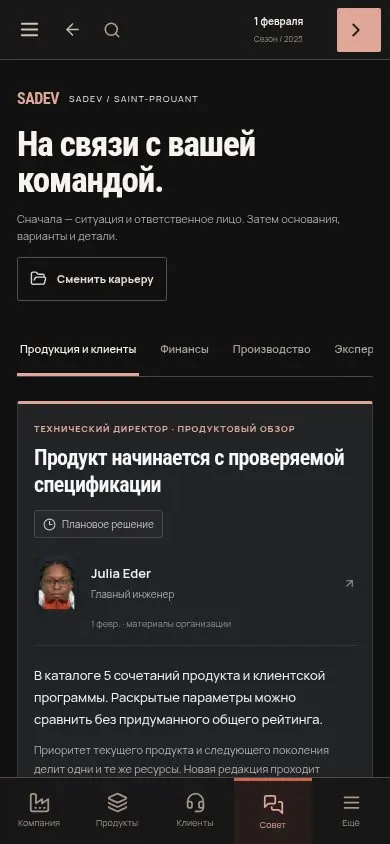 1 февраля
Сезон / 2025
SADEV SADEV / SAINT-PROUANT
На связи с вашей
командой.
Сначала — ситуация и ответственное лицо. Затем основания,
варианты и детали.
Сменить карьеру
Продукция и клиенты Финансы Производство Экспер
ТЕХНИЧЕСКИЙ ДИРЕКТОР · ПРОДУКТОВЫЙ ОБЗОР
Продукт начинается с проверяемой
спецификации
Плановое решение
Julia Eder
Главный инженер
1 февр. · материалы организации
В каталоге 5 сочетаний продукта и клиентской
программы. Раскрытые параметры можно
сравнить без придуманного общего рейтинга.
Приоритет текущего продукта и следующего поколения
делит одни и те же ресурсы. Новая редакция проходит
Компания Продукты Клиенты Совет Ещё